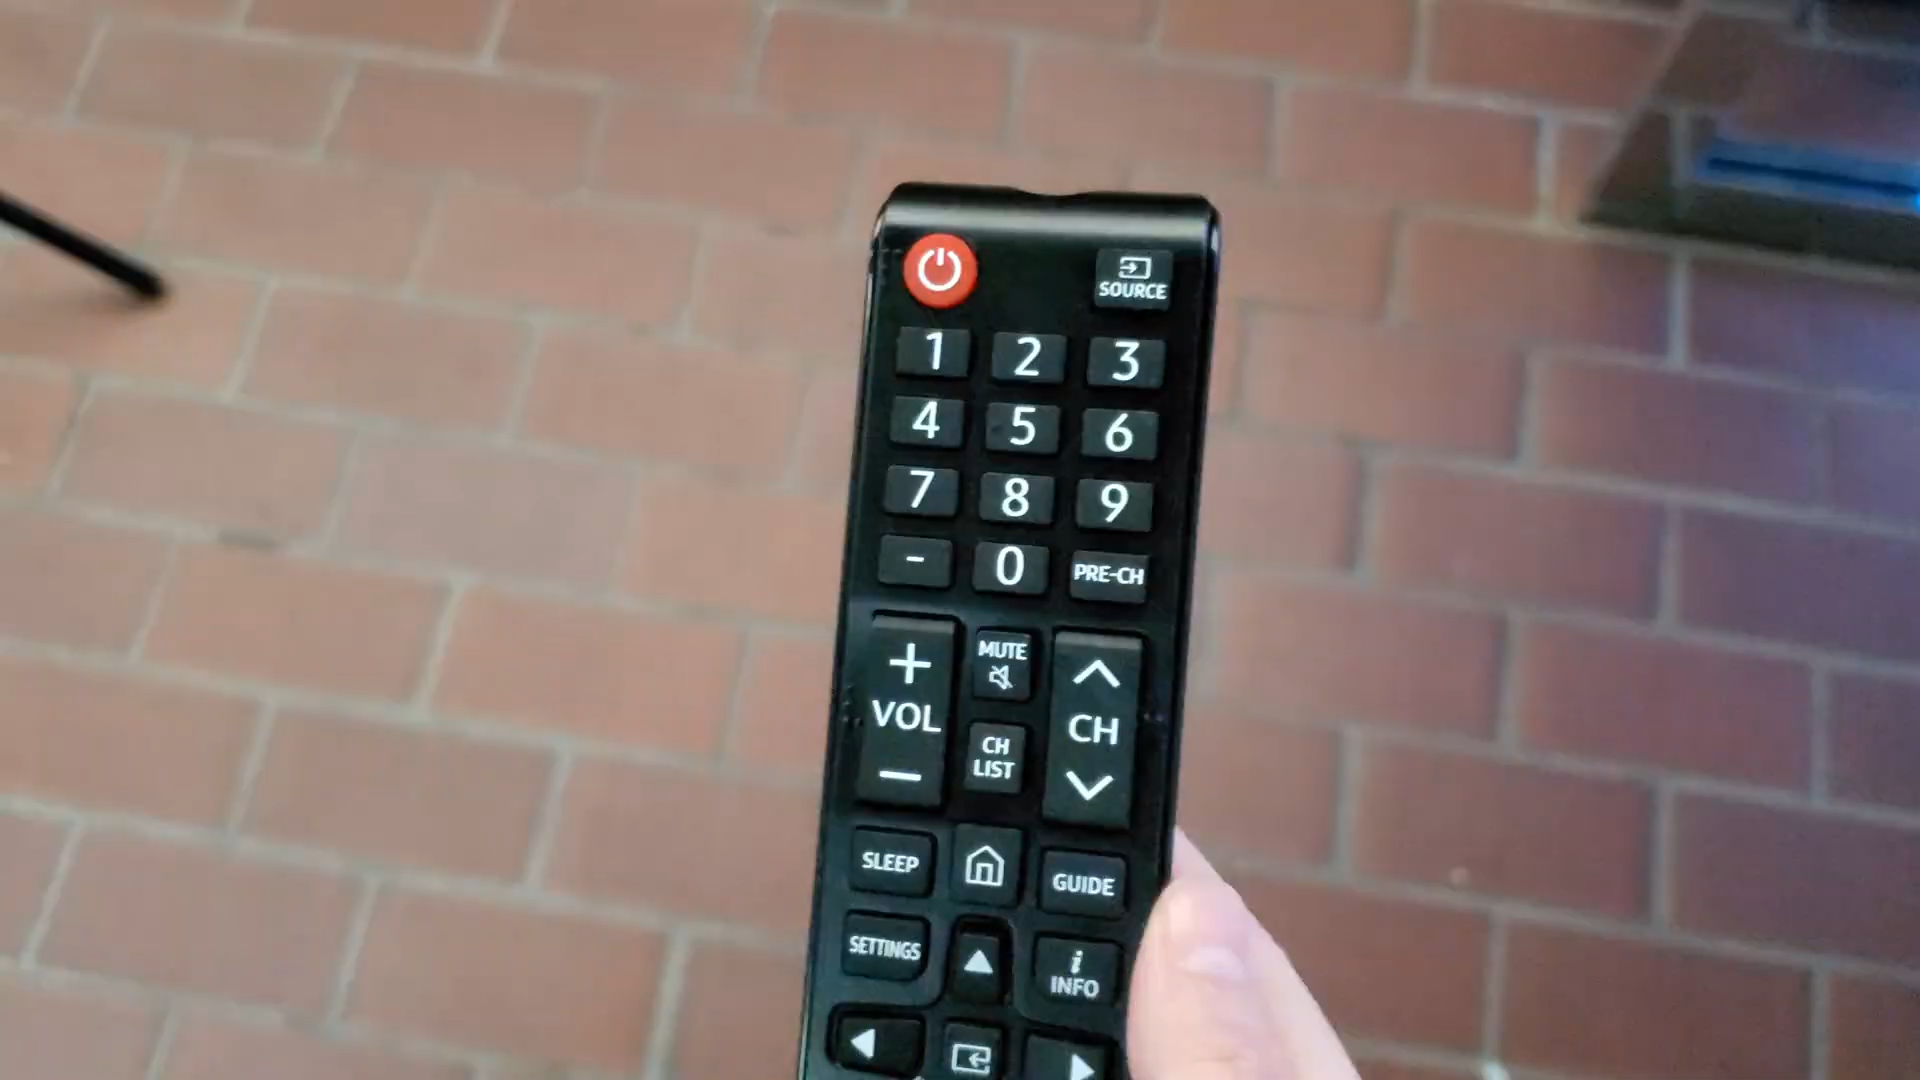 SOURCE
1 2 3
4 5 6
7 8 9
- 0 PRE-CH
+
VOL
-
MUTE
CH
LIST
CH
SLEEP
GUIDE
SETTINGS
i
INFO